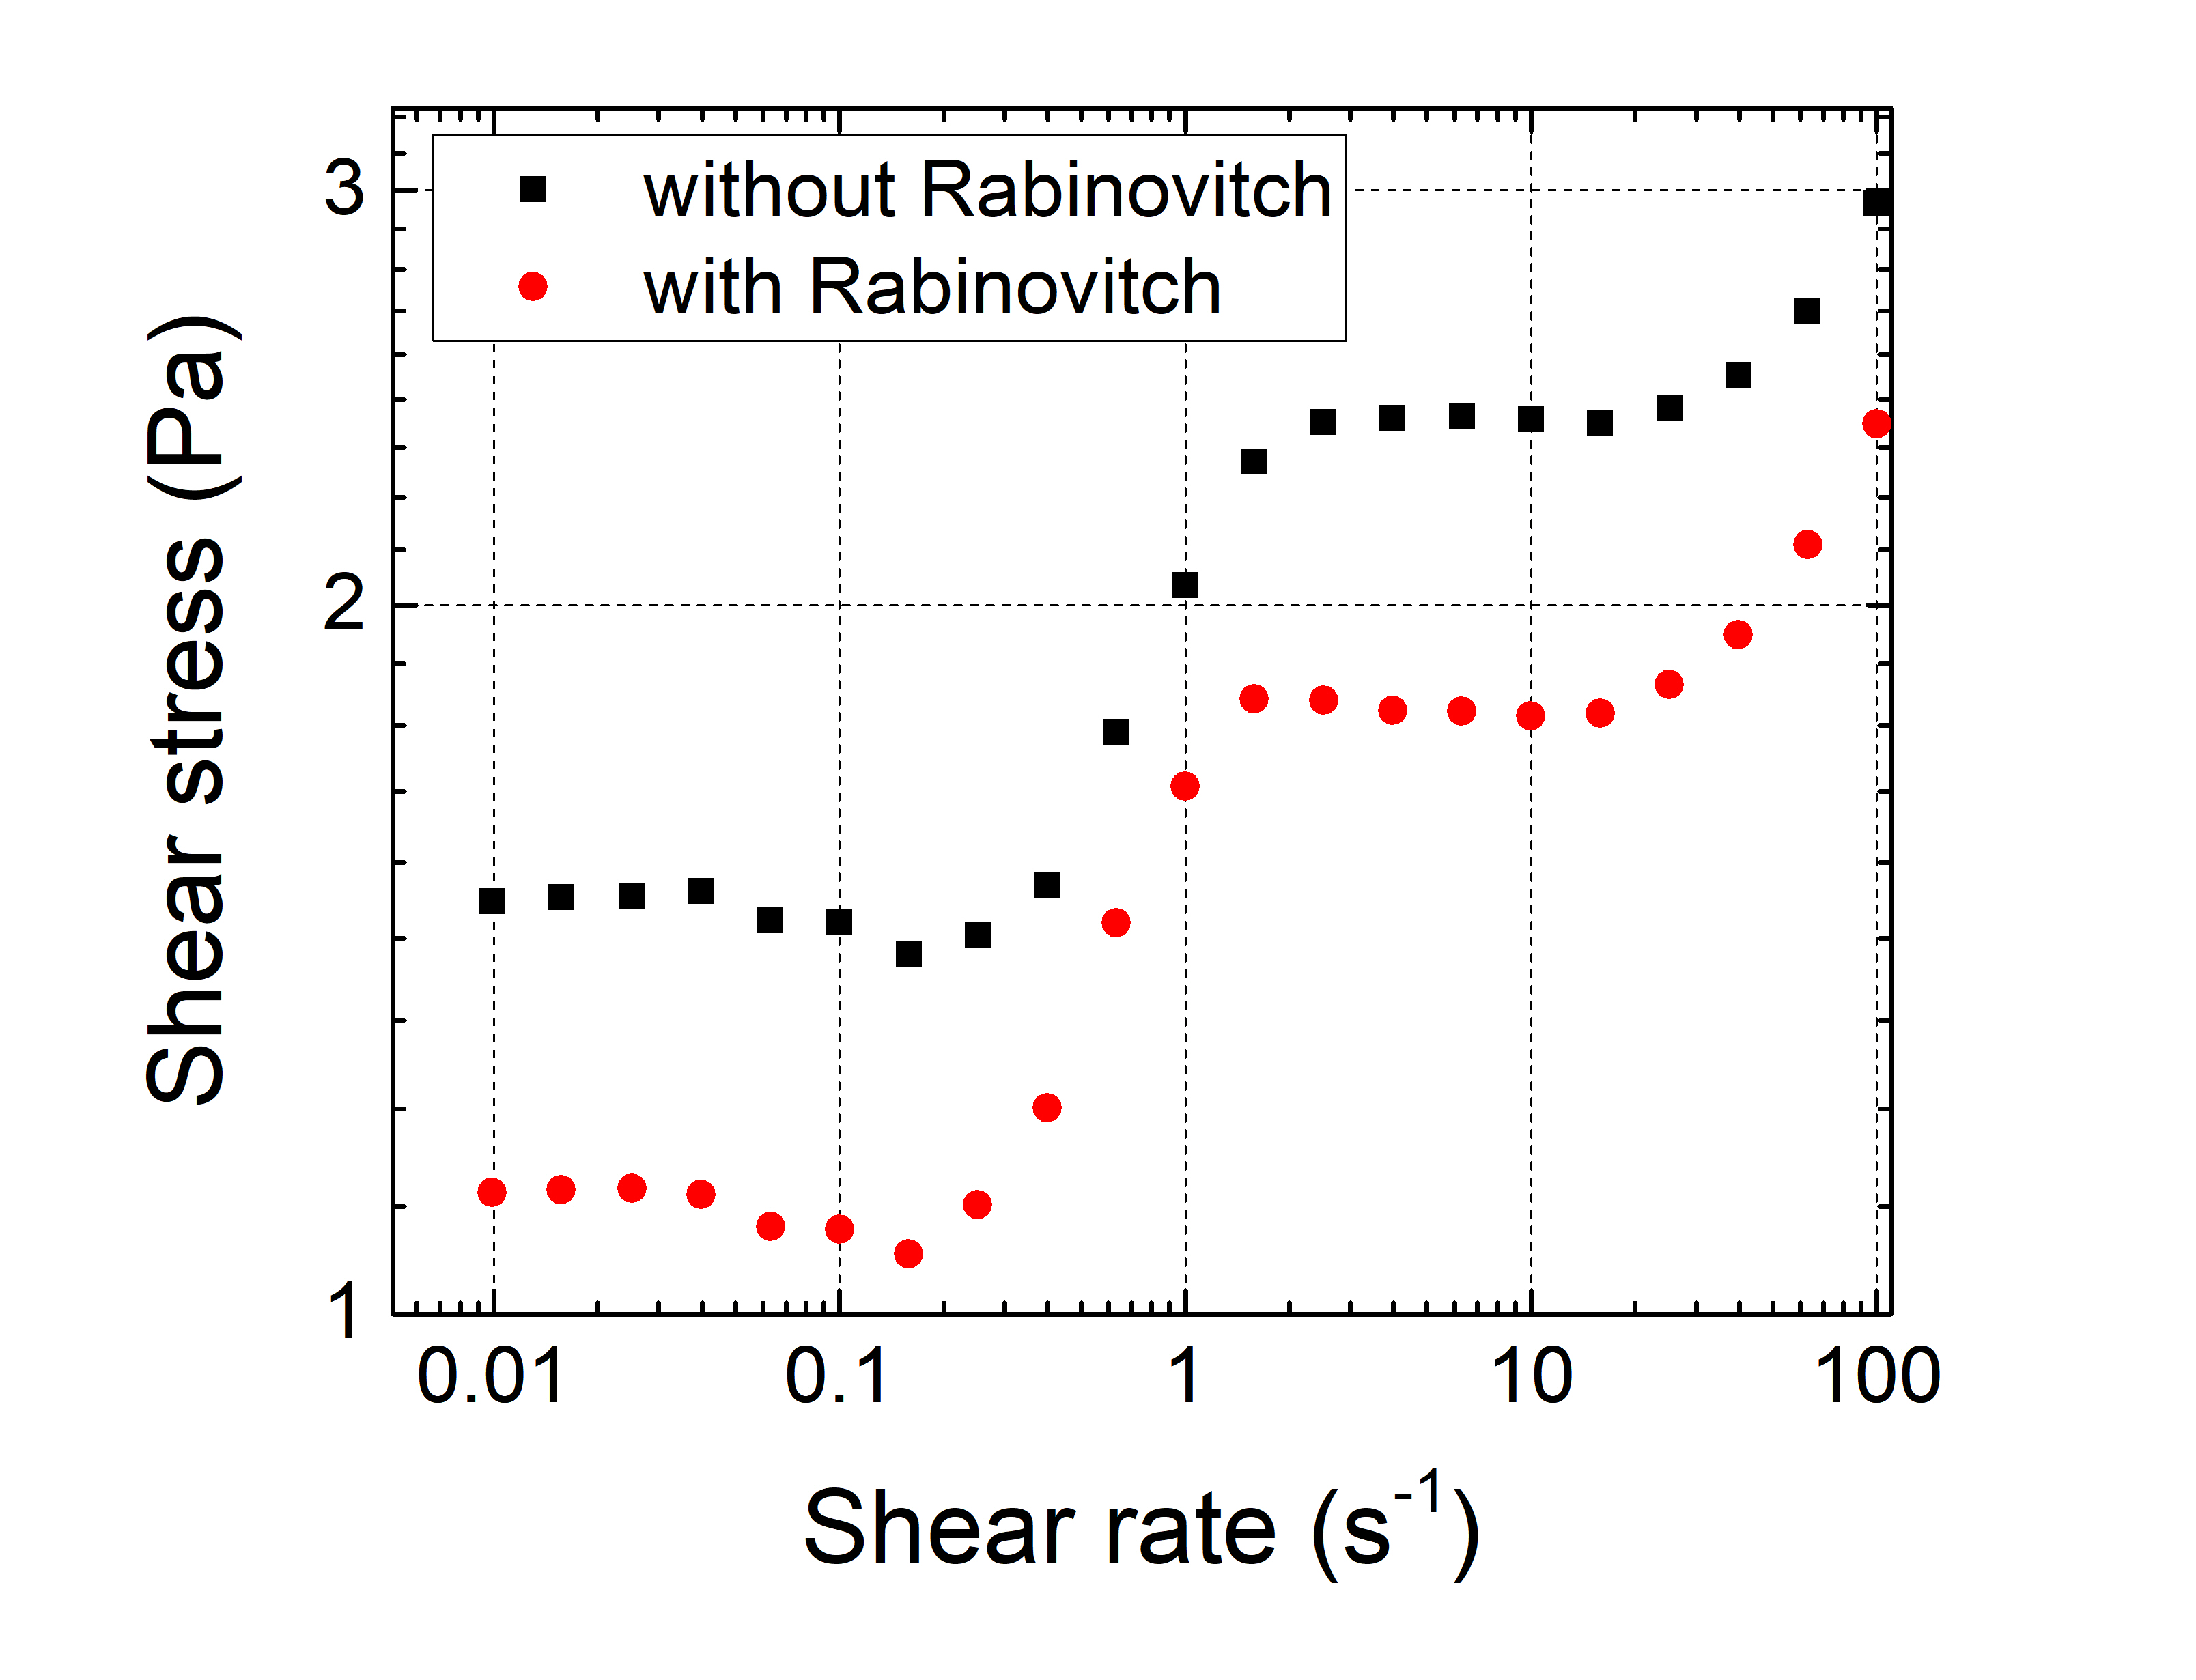 without Rabinovitch
with Rabinovitch
Shear stress (Pa)
3
2
1
0.01 0.1 1 10 100
Shear rate (s⁻¹)